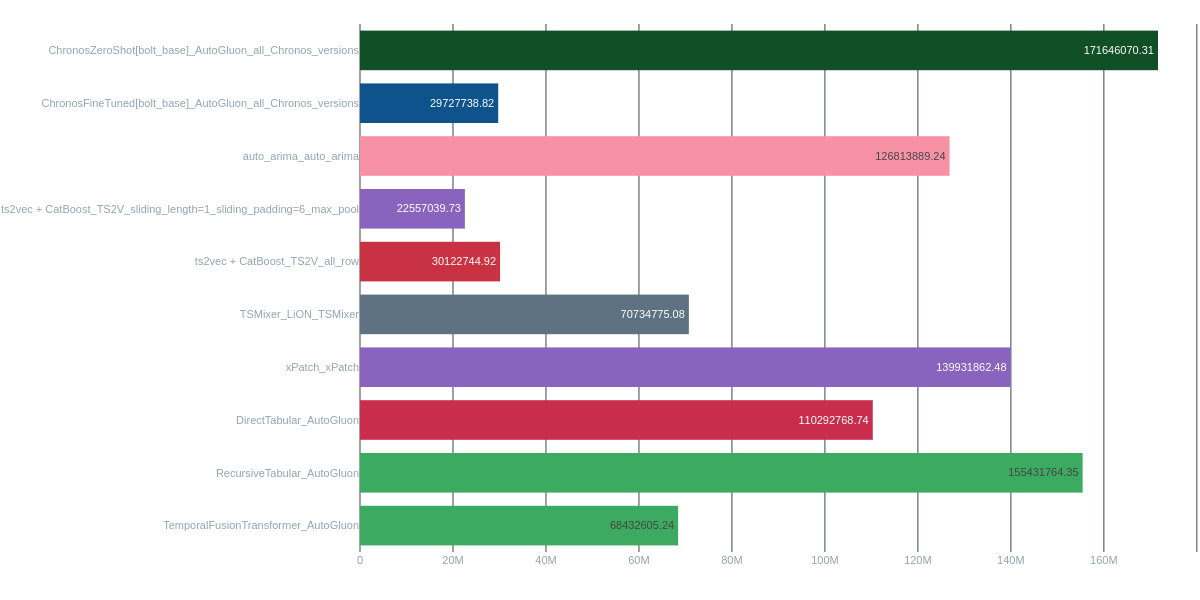 ChronosZeroShot[bolt_base]_AutoGluon_all_Chronos_versions 171646070.31
ChronosFineTuned[bolt_base]_AutoGluon_all_Chronos_versions 29727738.82
auto_arima_auto_arima 126813889.24
ts2vec + CatBoost_TS2V_sliding_length=1_sliding_padding=6_max_pool 22557039.73
ts2vec + CatBoost_TS2V_all_row 30122744.92
TSMixer_LiON_TSMixer 70734775.08
xPatch_xPatch 139931862.48
DirectTabular_AutoGluon 110292768.74
RecursiveTabular_AutoGluon 155431764.35
TemporalFusionTransformer_AutoGluon 68432605.24
0 20M 40M 60M 80M 100M 120M 140M 160M